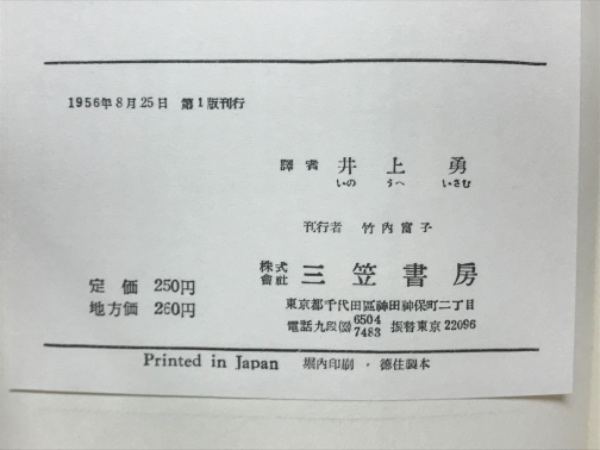 1956年8月25日 第1版刊行
譯者 井上勇
いの うへ いさむ
刊行者 竹内富子
定価 250円
地方価 260円
株式會社 三笠書房
東京都千代田區神田神保町二丁目
電話九段(33) 6504 7483 振替東京 22096
Printed in Japan 堀内印刷・徳住製本